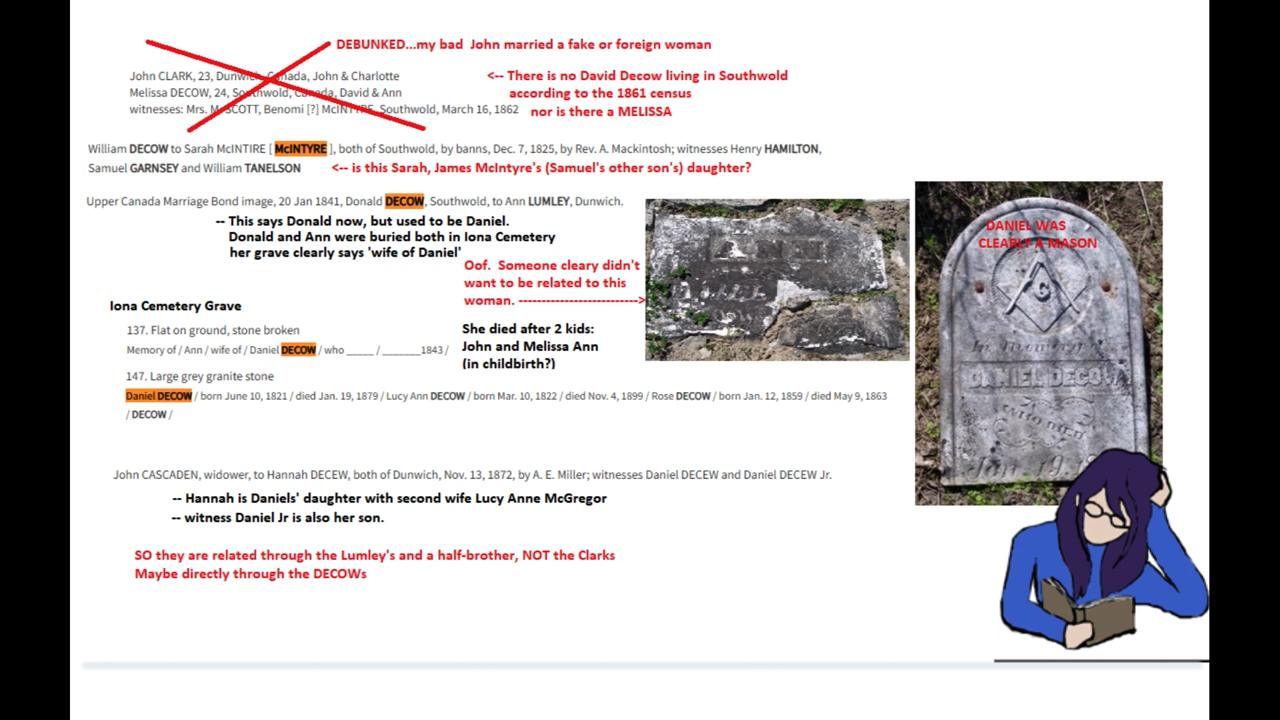 DEBUNKED...my bad John married a fake or foreign woman
John CLARK, 23, Dunwich, Canada, John & Charlotte
Melissa DECOW, 24, Southwold, Canada, David & Ann
witnesses: Mrs. McSCOTT, Benomi [?] McINTYRE, Southwold, March 16, 1862
<-- There is no David Decow living in Southwold
according to the 1861 census
nor is there a MELISSA
William DECOW to Sarah McINTIRE [ McINTYRE ], both of Southwold, by banns, Dec. 7, 1825, by Rev. A. Mackintosh; witnesses Henry HAMILTON,
Samuel GARNSEY and William TANELSON
<-- is this Sarah, James McIntyre's (Samuel's other son's) daughter?
Upper Canada Marriage Bond image, 20 Jan 1841, Donald DECOW, Southwold, to Ann LUMLEY, Dunwich.
-- This says Donald now, but used to be Daniel.
Donald and Ann were buried both in Iona Cemetery
her grave clearly says 'wife of Daniel'
Oof. Someone cleary didn't
want to be related to this
woman. -------------------------->
Iona Cemetery Grave
137. Flat on ground, stone broken
Memory of / Ann / wife of / Daniel DECOW / who _____ / _______1843 /
She died after 2 kids:
John and Melissa Ann
(in childbirth?)
147. Large grey granite stone
Daniel DECOW / born June 10, 1821 / died Jan. 19, 1879 / Lucy Ann DECOW / born Mar. 10, 1822 / died Nov. 4, 1899 / Rose DECOW / born Jan. 12, 1859 / died May 9, 1863
/ DECOW /
DANIEL WAS
CLEARLY A MASON
G
In memory
DANIEL DECOW
WHO DIED
Jan 19
John CASCADEN, widower, to Hannah DECEW, both of Dunwich, Nov. 13, 1872, by A. E. Miller; witnesses Daniel DECEW and Daniel DECEW Jr.
-- Hannah is Daniels' daughter with second wife Lucy Anne McGregor
-- witness Daniel Jr is also her son.
SO they are related through the Lumley's and a half-brother, NOT the Clarks
Maybe directly through the DECOWs